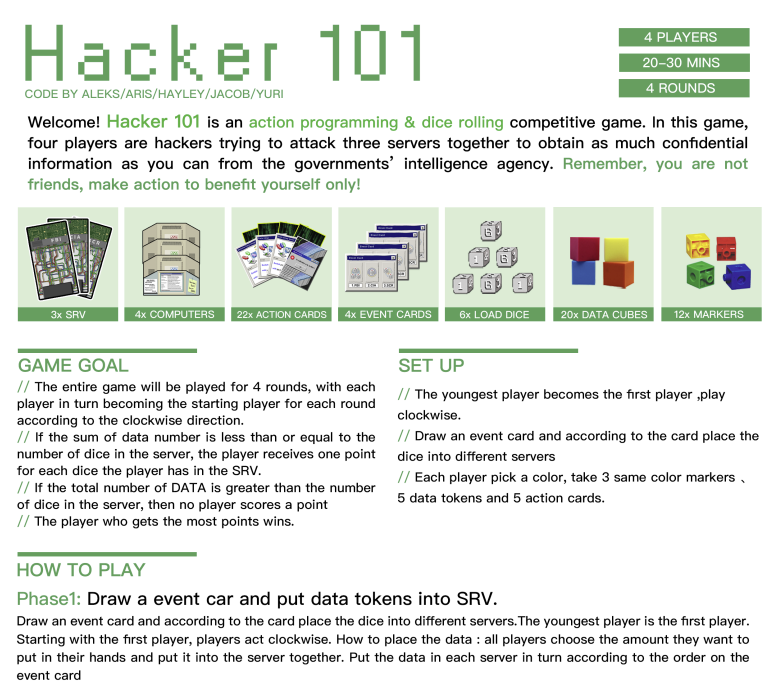 Hacker 101
4 PLAYERS
20-30 MINS
4 ROUNDS
CODE BY ALEKS/ARIS/HAYLEY/JACOB/YURI
Welcome! Hacker 101 is an action programming & dice rolling competitive game. In this game,
four players are hackers trying to attack three servers together to obtain as much confidential
information as you can from the governments’ intelligence agency. Remember, you are not
friends, make action to benefit yourself only!
3x SRV
4x COMPUTERS
22x ACTION CARDS
4x EVENT CARDS
6x LOAD DICE
20x DATA CUBES
12x MARKERS
GAME GOAL
// The entire game will be played for 4 rounds, with each
player in turn becoming the starting player for each round
according to the clockwise direction.
// If the sum of data number is less than or equal to the
number of dice in the server, the player receives one point
for each dice the player has in the SRV.
// If the total number of DATA is greater than the number
of dice in the server, then no player scores a point
// The player who gets the most points wins.
SET UP
// The youngest player becomes the first player ,play
clockwise.
// Draw an event card and according to the card place the
dice into different servers
// Each player pick a color, take 3 same color markers 、
5 data tokens and 5 action cards.
HOW TO PLAY
Phase1: Draw a event car and put data tokens into SRV.
Draw an event card and according to the card place the dice into different servers.The youngest player is the first player.
Starting with the first player, players act clockwise. How to place the data : all players choose the amount they want to
put in their hands and put it into the server together. Put the data in each server in turn according to the order on the
event card